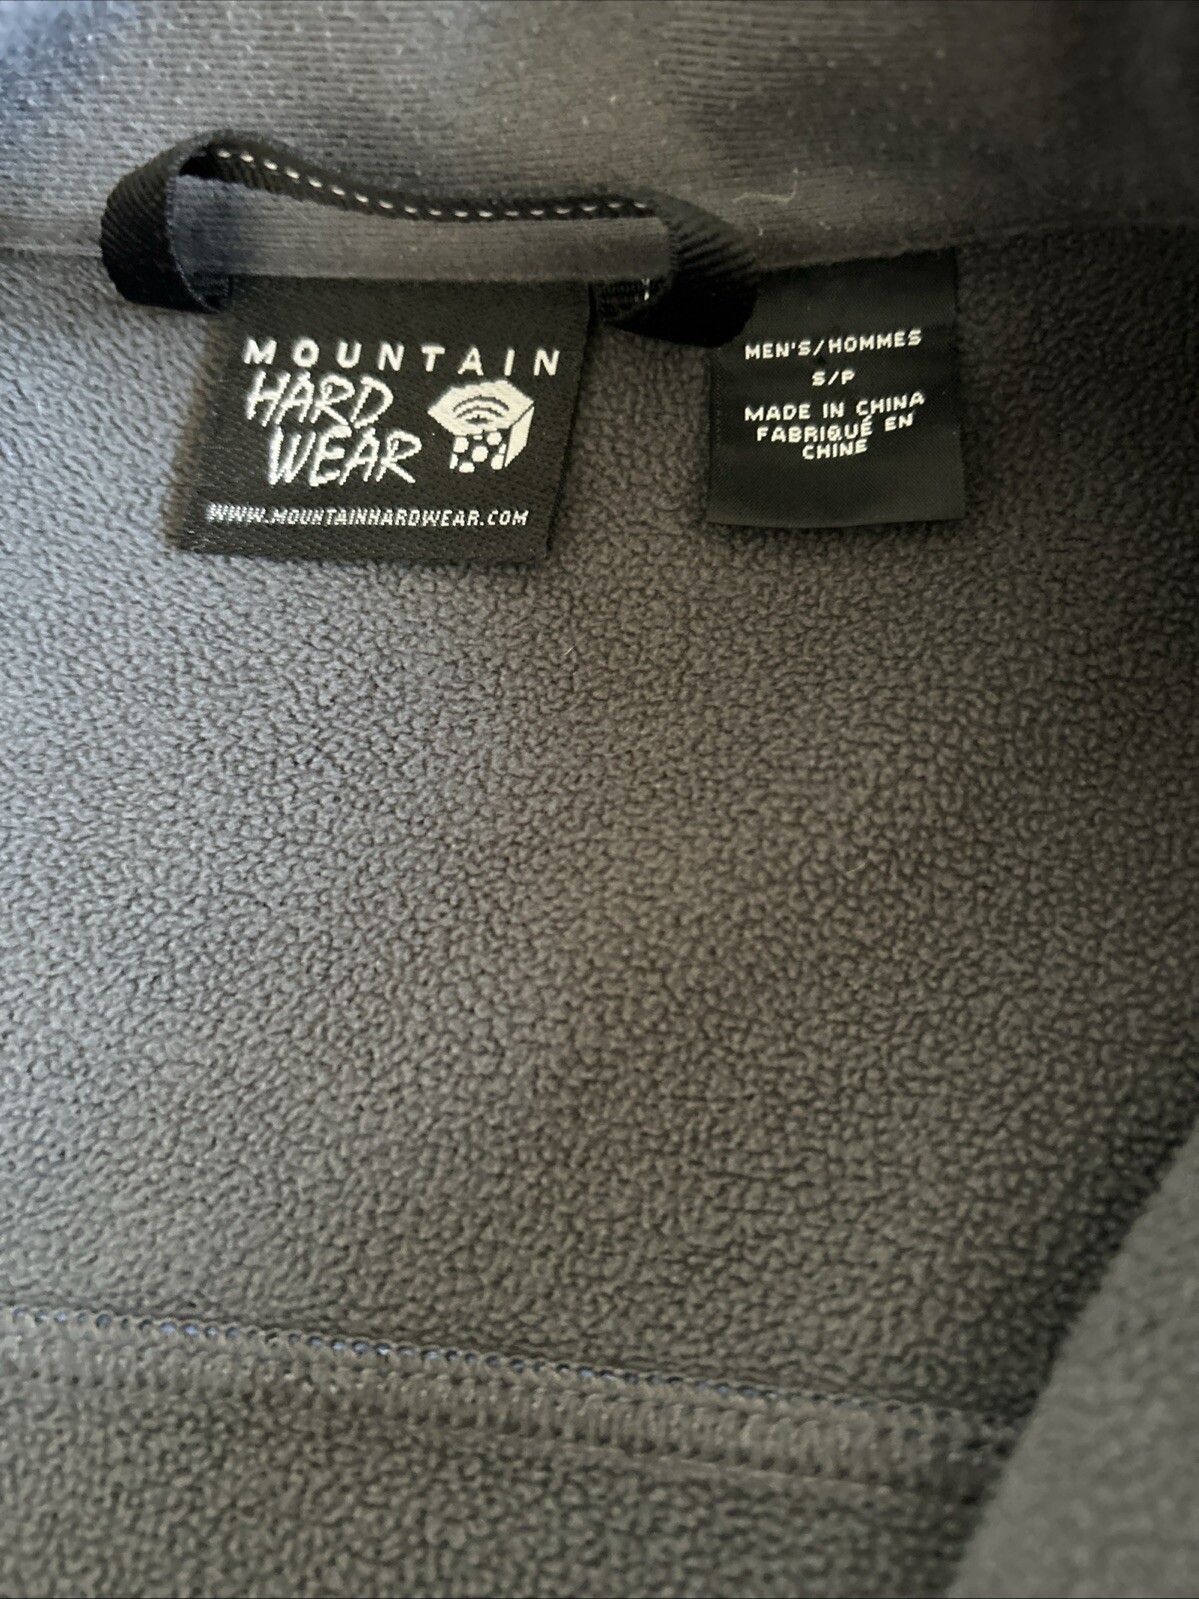 MOUNTAIN
HARD
WEAR
WWW.MOUNTAINHARDWEAR.COM
MEN'S/HOMMES
S/P
MADE IN CHINA
FABRIQUÉ EN
CHINE